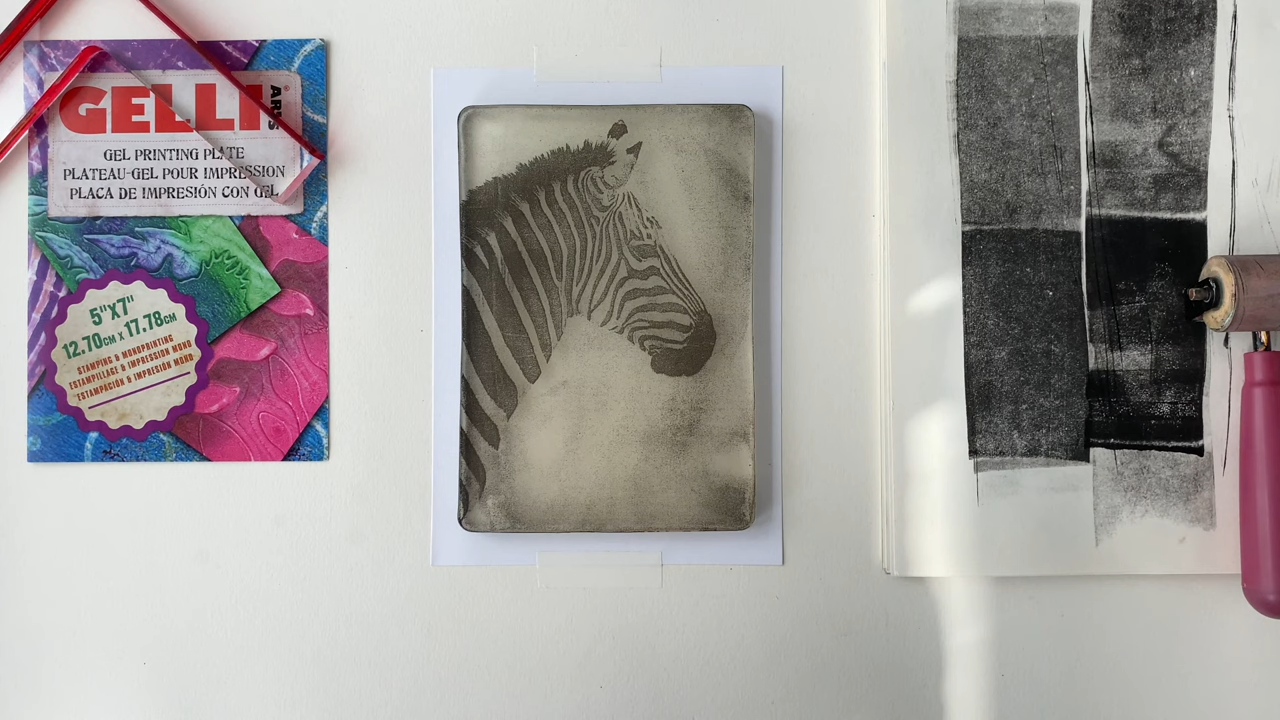 GELLI
ARTS®
GEL PRINTING PLATE
PLATEAU-GEL POUR IMPRESSION
PLACA DE IMPRESIÓN CON GEL
5"X7"
12.70CM X 17.78CM
STAMPING & MONOPRINTING
ESTAMPILLAGE & IMPRESSION MONO
ESTAMPACIÓN & IMPRESIÓN MONO